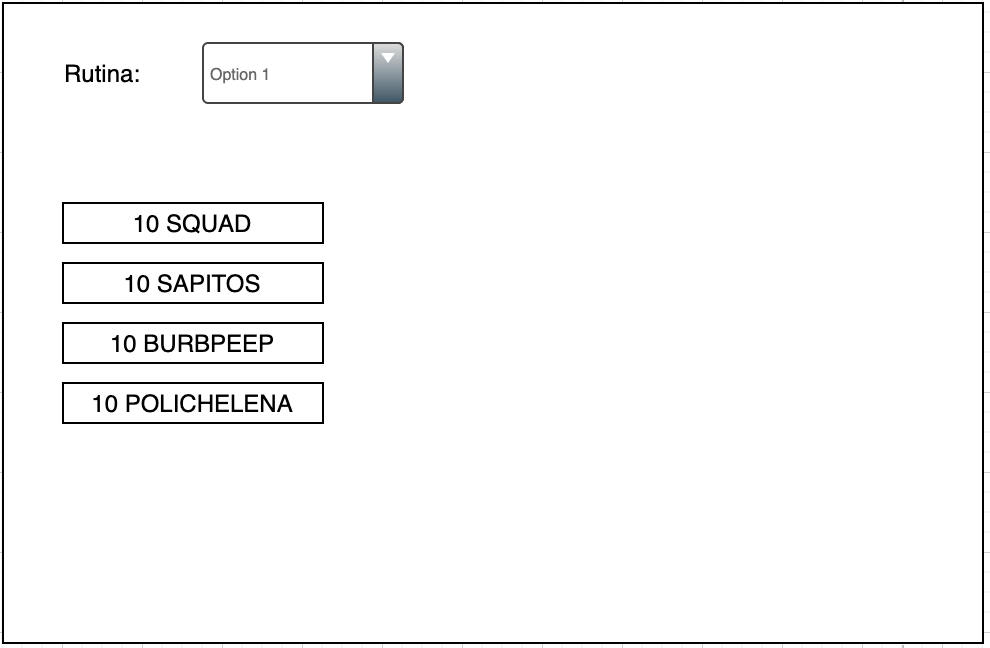 Rutina:
Option 1
10 SQUAD
10 SAPITOS
10 BURBPEEP
10 POLICHELENA